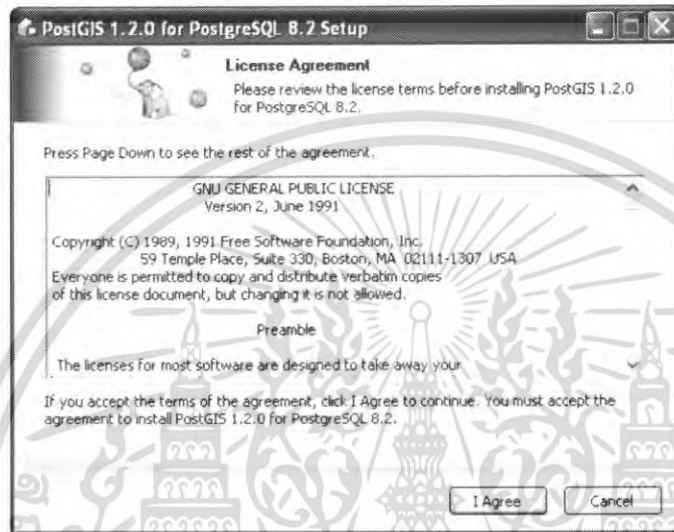 PostGIS 1.2.0 for PostgreSQL 8.2 Setup
License Agreement
Please review the license terms before installing PostGIS 1.2.0
for PostgreSQL 8.2.
Press Page Down to see the rest of the agreement.
GNU GENERAL PUBLIC LICENSE
Version 2, June 1991
Copyright (C) 1989, 1991 Free Software Foundation, Inc.
59 Temple Place, Suite 330, Boston, MA 02111-1307 USA
Everyone is permitted to copy and distribute verbatim copies
of this license document, but changing it is not allowed.
Preamble
The licenses for most software are designed to take away your
If you accept the terms of the agreement, click I Agree to continue. You must accept the
agreement to install PostGIS 1.2.0 for PostgreSQL 8.2.
I Agree
Cancel